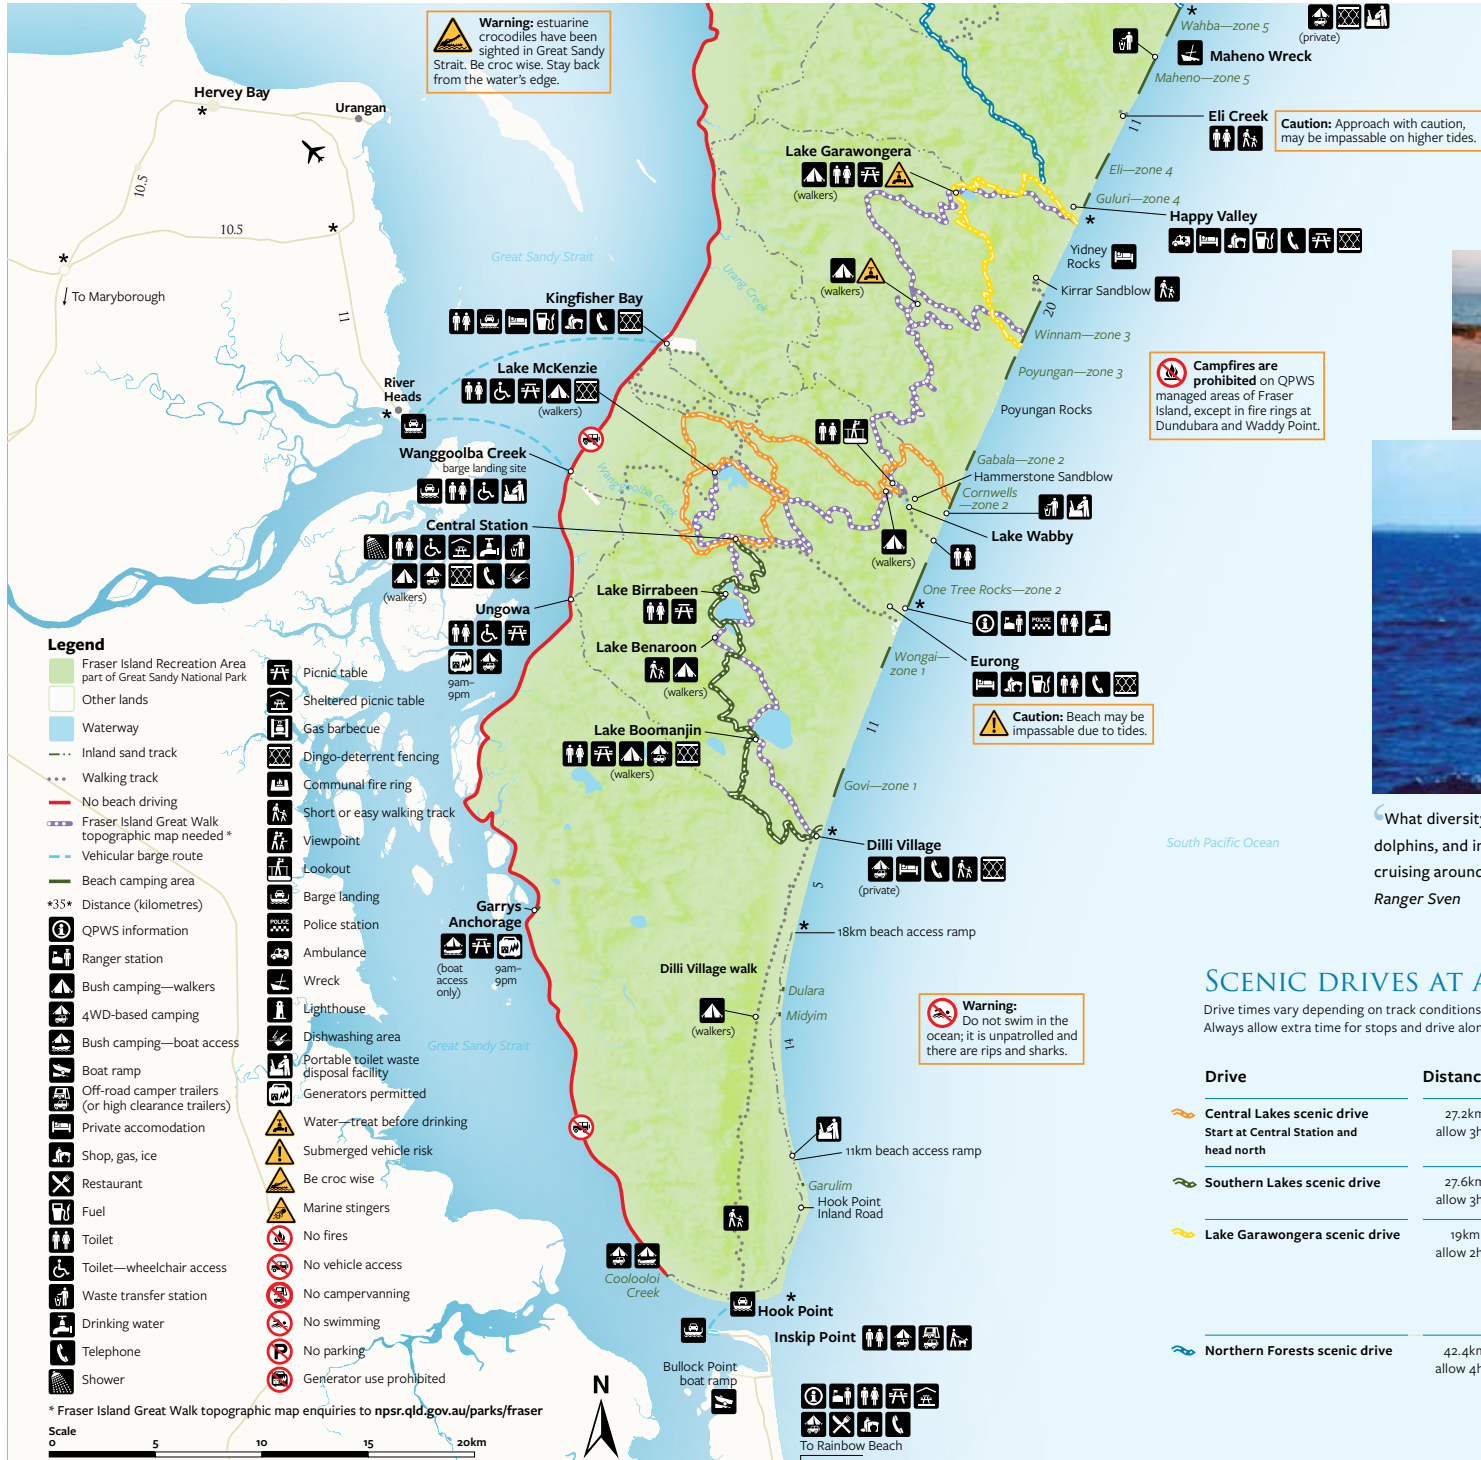 Warning: estuarine
crocodiles have been
sighted in Great Sandy
Strait. Be croc wise. Stay back
from the water's edge.
Wahba—zone 5
(private)
Maheno Wreck
Maheno—zone 5
Hervey Bay
Urangan
Eli Creek
11
Caution: Approach with caution,
may be impassable on higher tides.
Lake Garawongera
(walkers)
Eli—zone 4
Guluri—zone 4
Happy Valley
10.5
10.5
To Maryborough
11
Great Sandy Strait
Urang Creek
(walkers)
Yidney
Rocks
Kirrar Sandblow
20
Kingfisher Bay
Winnam—zone 3
Lake McKenzie
(walkers)
Poyungan—zone 3
Campfires are
prohibited on QPWS
managed areas of Fraser
Island, except in fire rings at
Dundubara and Waddy Point.
River
Heads
Poyungan Rocks
Wanggoolba Creek
barge landing site
Wanggoolba Creek
Gabala—zone 2
Hammerstone Sandblow
Cornwells
—zone 2
Central Station
(walkers)
Lake Wabby
(walkers)
Ungowa
9am–
9pm
Lake Birrabeen
One Tree Rocks—zone 2
POLICE
Lake Benaroon
(walkers)
Wongai—
zone 1
Eurong
Caution: Beach may be
impassable due to tides.
Lake Boomanjin
(walkers)
11
Govi—zone 1
Dilli Village
(private)
South Pacific Ocean
5
Garrys
Anchorage
(boat
access
only)
9am–
9pm
18km beach access ramp
Dilli Village walk
(walkers)
Dulara
Midyim
14
Warning:
Do not swim in the
ocean; it is unpatrolled and
there are rips and sharks.
Great Sandy Strait
11km beach access ramp
Garulim
Hook Point
Inland Road
Coolooloi
Creek
Hook Point
Inskip Point
Bullock Point
boat ramp
To Rainbow Beach
N
Legend
Fraser Island Recreation Area
part of Great Sandy National Park
Other lands
Waterway
Inland sand track
Walking track
No beach driving
Fraser Island Great Walk
topographic map needed *
Vehicular barge route
Beach camping area
*35* Distance (kilometres)
QPWS information
Ranger station
Bush camping—walkers
4WD-based camping
Bush camping—boat access
Boat ramp
Off-road camper trailers
(or high clearance trailers)
Private accomodation
Shop, gas, ice
Restaurant
Fuel
Toilet
Toilet—wheelchair access
Waste transfer station
Drinking water
Telephone
Shower
Picnic table
Sheltered picnic table
Gas barbecue
Dingo-deterrent fencing
Communal fire ring
Short or easy walking track
Viewpoint
Lookout
Barge landing
POLICE
Police station
Ambulance
Wreck
Lighthouse
Dishwashing area
Portable toilet waste
disposal facility
Generators permitted
Water—treat before drinking
Submerged vehicle risk
Be croc wise
Marine stingers
No fires
No vehicle access
No campervanning
No swimming
No parking
Generator use prohibited
* Fraser Island Great Walk topographic map enquiries to npsr.qld.gov.au/parks/fraser
Scale
0 5 10 15 20km
‘What diversity
dolphins, and in
cruising around
Ranger Sven
SCENIC DRIVES AT A
Drive times vary depending on track conditions
Always allow extra time for stops and drive alon
Drive Distanc
Central Lakes scenic drive 27.2km
Start at Central Station and allow 3h
head north
Southern Lakes scenic drive 27.6km
allow 3h
Lake Garawongera scenic drive 19km
allow 2h
Northern Forests scenic drive 42.4km
allow 4h